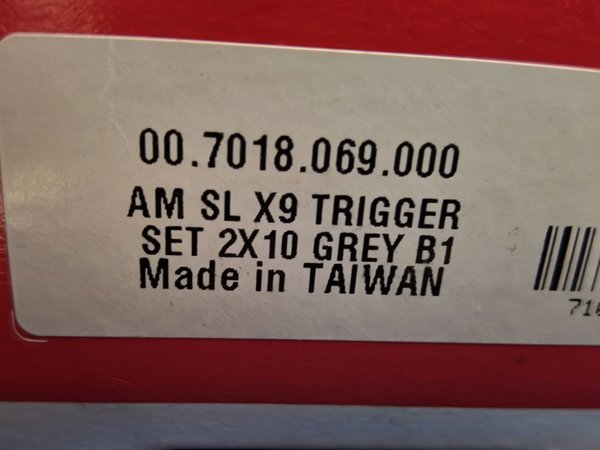 00.7018.069.000
AM SL X9 TRIGGER
SET 2X10 GREY B1
Made in TAIWAN